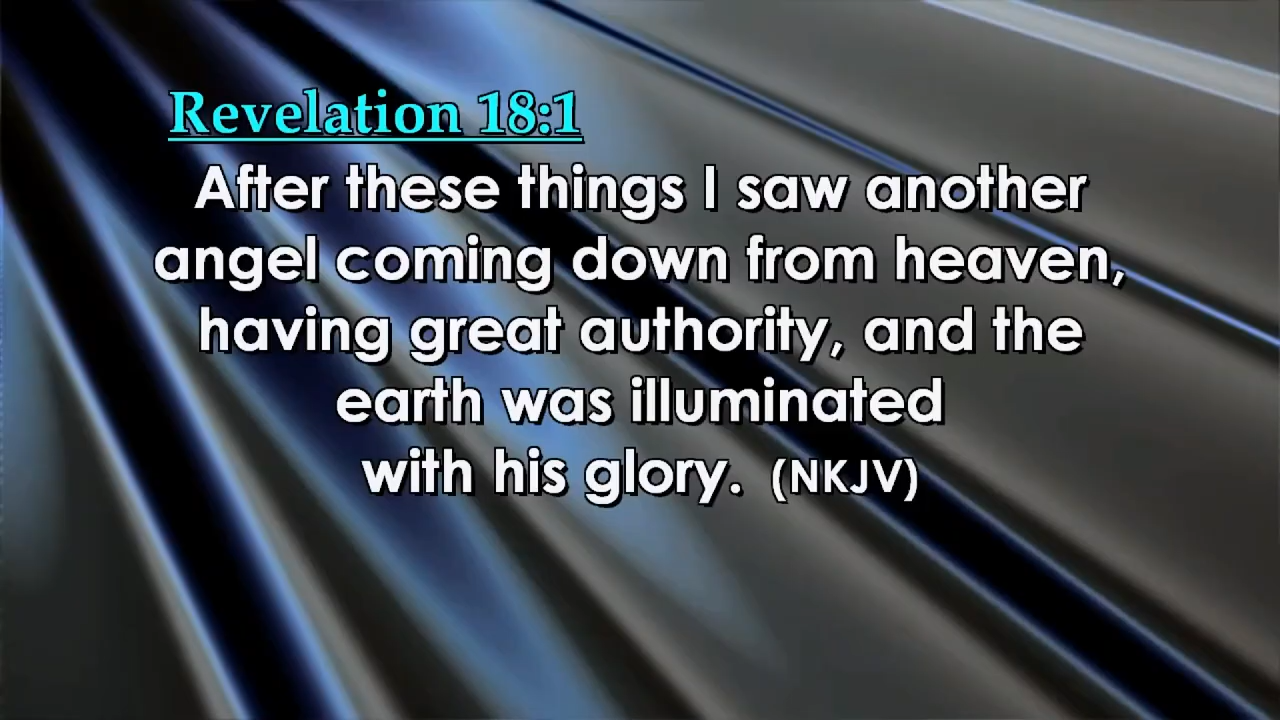 Revelation 18:1
After these things I saw another
angel coming down from heaven,
having great authority, and the
earth was illuminated
with his glory. (NKJV)